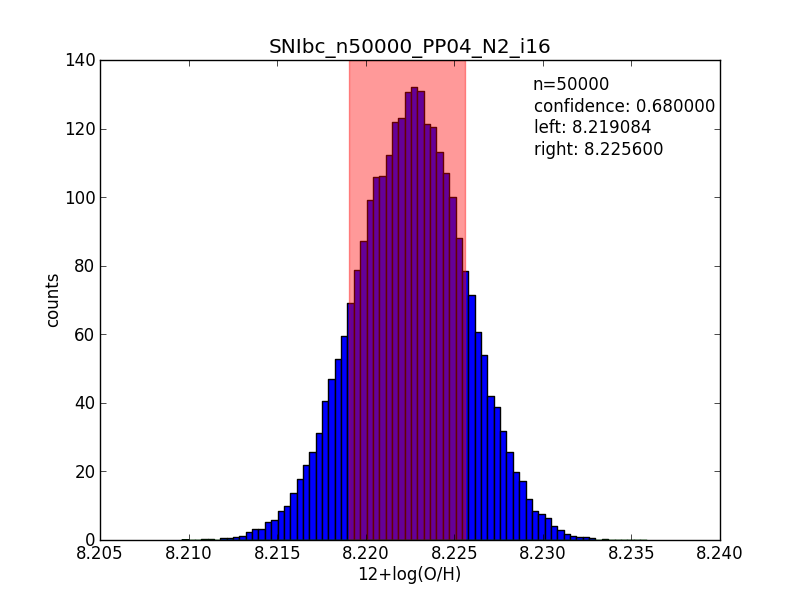 SNIbc_n50000_PP04_N2_i16
n=50000
confidence: 0.680000
left: 8.219084
right: 8.225600
140
120
100
80
60
40
20
0
counts
8.205 8.210 8.215 8.220 8.225 8.230 8.235 8.240
12+log(O/H)